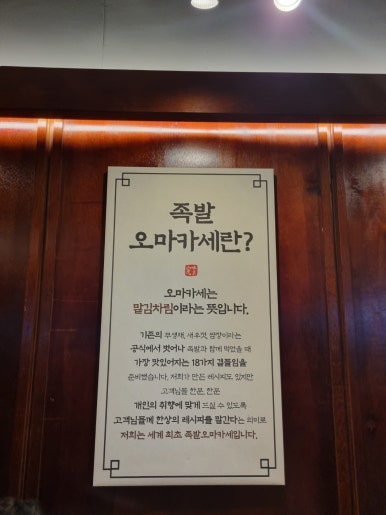 족발
오마카세란?
오마카세는
맡김차림이라는 뜻입니다.
기존의 무생채, 새우젓, 쌈장이라는
공식에서 벗어나 족발과 함께 먹었을 때
가장 맛있어지는 18가지 곁들임을
준비했습니다. 저희가 만든 레시피도 있지만
고객님들 한분, 한분
개인의 취향에 맞게 드실 수 있도록
고객님들께 한상의 레시피를 맡긴다는 의미로
저희는 세계 최초 족발오마카세입니다.